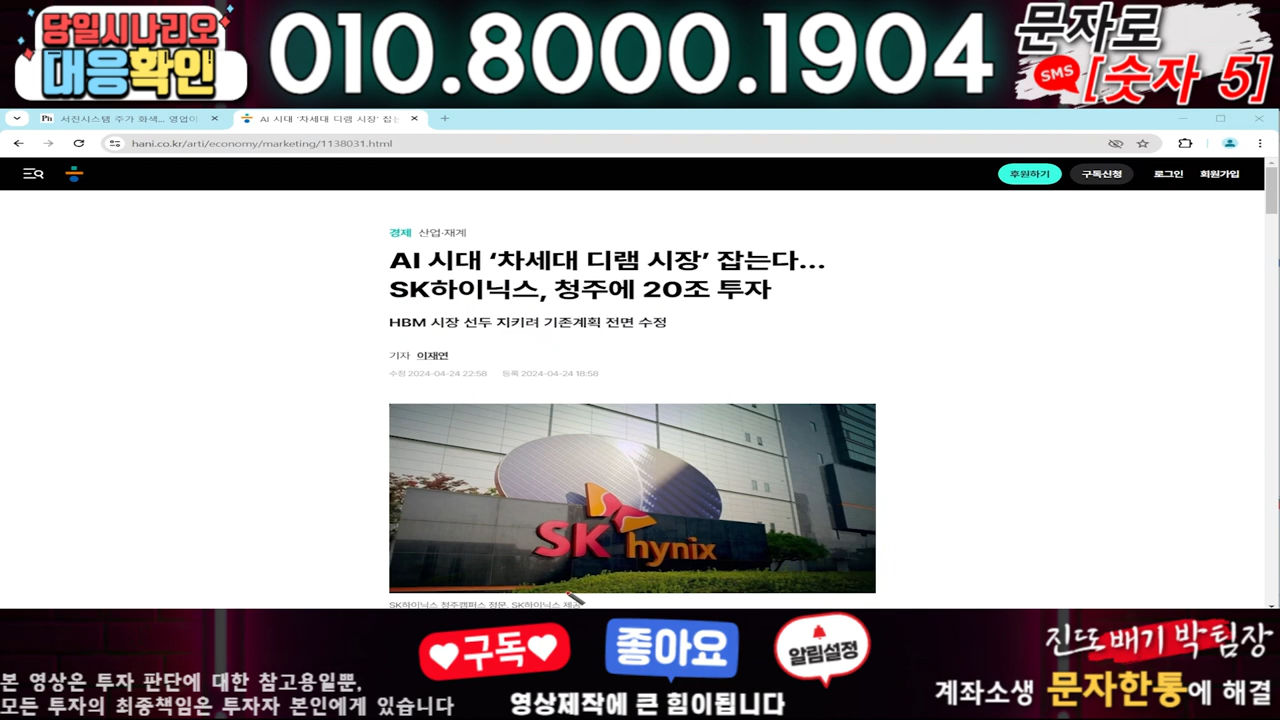 당일시나리오
대응확인
010.8000.1904
문자로
SMS
[숫자 5]
서진시스템 주가 화색... 영업이
AI 시대 '차세대 디램 시장' 잡는
hani.co.kr/arti/economy/marketing/1138031.html
후원하기
구독신청
로그인
회원가입
경제 산업·재계
AI 시대 ‘차세대 디램 시장’ 잡는다…
SK하이닉스, 청주에 20조 투자
HBM 시장 선두 지키려 기존계획 전면 수정
기자 이재연
수정 2024-04-24 22:58 등록 2024-04-24 18:58
SK hynix
SK하이닉스 청주캠퍼스 정문. SK하이닉스 제공
구독
좋아요
알림설정
영상제작에 큰 힘이됩니다
본 영상은 투자 판단에 대한 참고용일뿐,
모든 투자의 최종책임은 투자자 본인에게 있습니다
진또배기 박팀장
계좌소생 문자한통에 해결